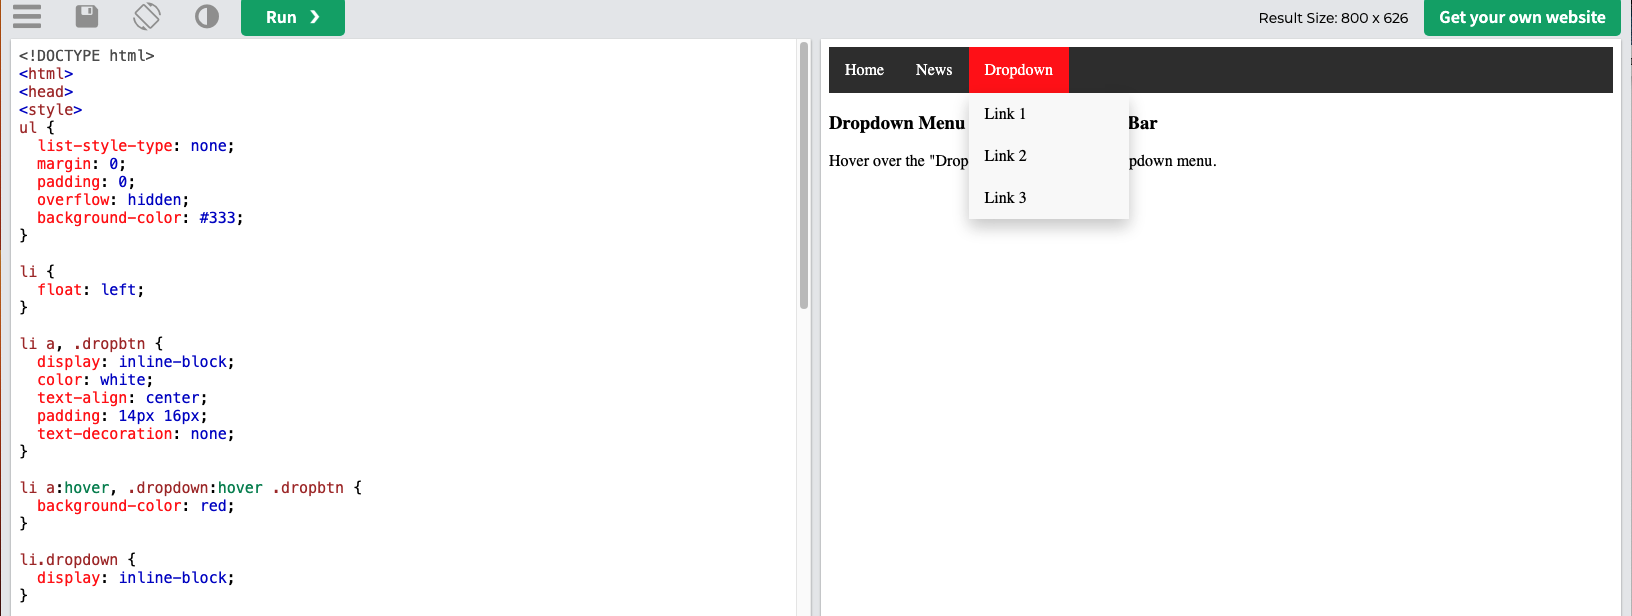 Run ❯
Result Size: 800 x 626
Get your own website
<!DOCTYPE html>
<html>
<head>
<style>
ul {
  list-style-type: none;
  margin: 0;
  padding: 0;
  overflow: hidden;
  background-color: #333;
}
li {
  float: left;
}
li a, .dropbtn {
  display: inline-block;
  color: white;
  text-align: center;
  padding: 14px 16px;
  text-decoration: none;
}
li a:hover, .dropdown:hover .dropbtn {
  background-color: red;
}
li.dropdown {
  display: inline-block;
}
Home News Dropdown
Link 1
Dropdown Menu Bar
Link 2
Hover over the "Drop pdown menu.
Link 3